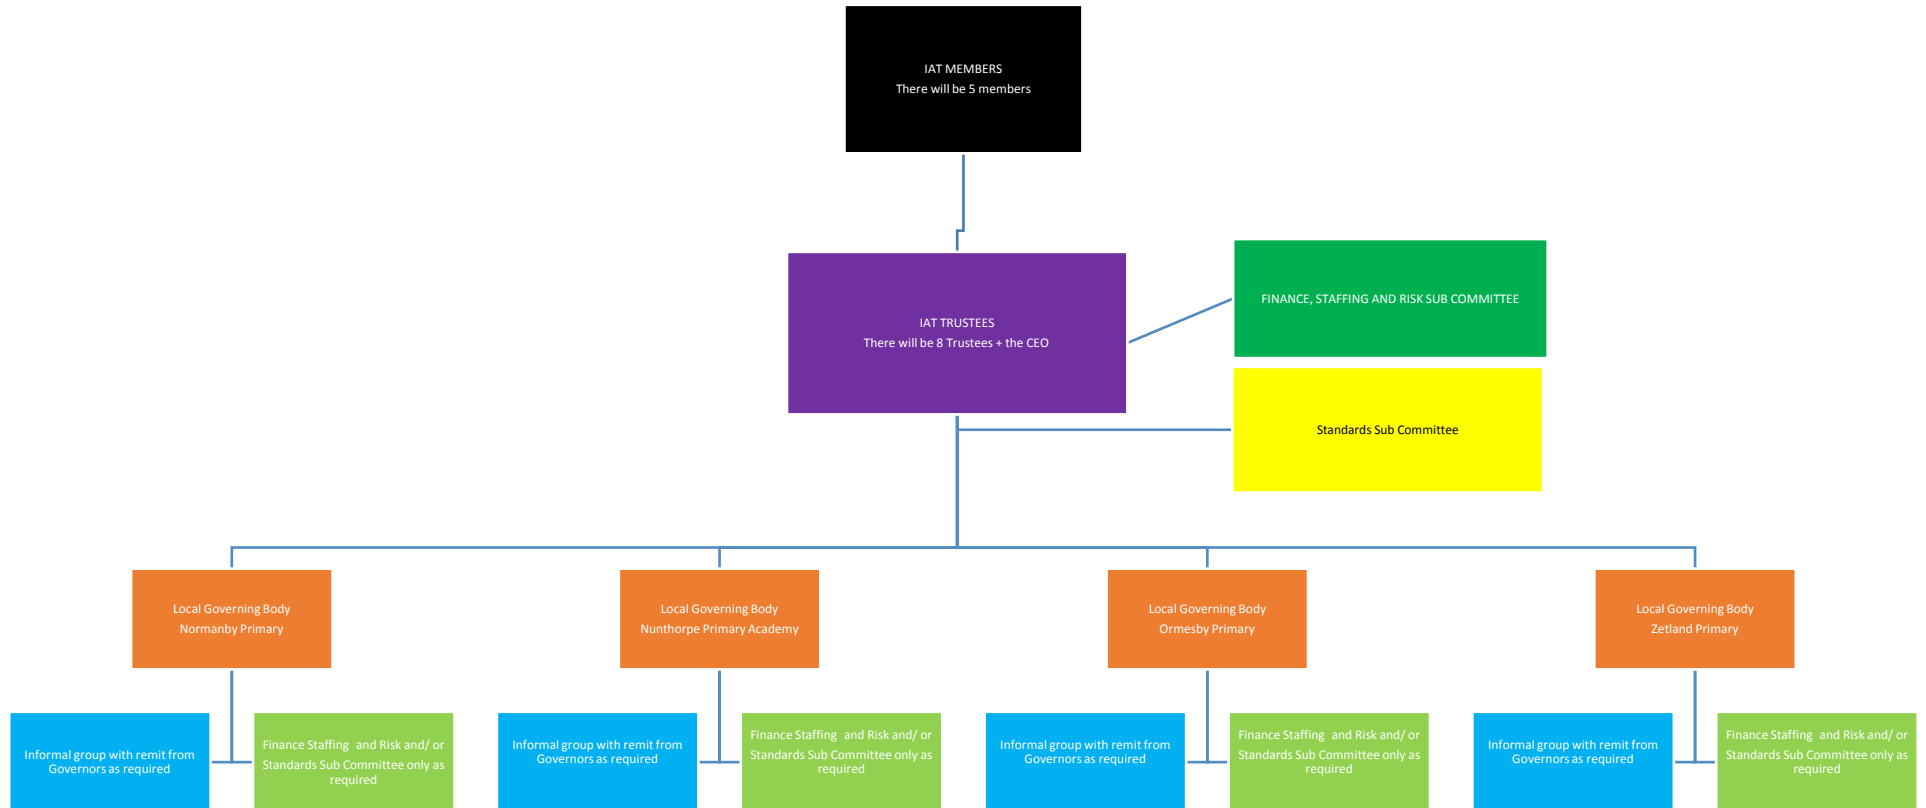 IAT MEMBERS
There will be 5 members
IAT TRUSTEES
There will be 8 Trustees + the CEO
FINANCE, STAFFING AND RISK SUB COMMITTEE
Standards Sub Committee
Local Governing Body
Normanby Primary
Local Governing Body
Nunthorpe Primary Academy
Local Governing Body
Ormesby Primary
Local Governing Body
Zetland Primary
Informal group with remit from
Governors as required
Finance Staffing and Risk and/ or
Standards Sub Committee only as
required
Informal group with remit from
Governors as required
Finance Staffing and Risk and/ or
Standards Sub Committee only as
required
Informal group with remit from
Governors as required
Finance Staffing and Risk and/ or
Standards Sub Committee only as
required
Informal group with remit from
Governors as required
Finance Staffing and Risk and/ or
Standards Sub Committee only as
required